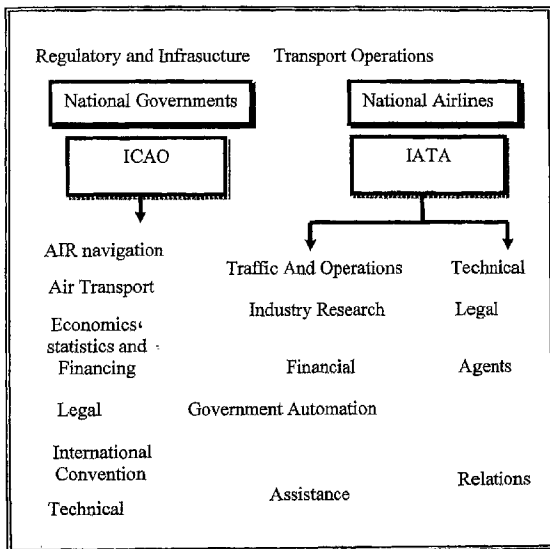 Regulatory and Infrasucture Transport Operations
National Governments National Airlines
ICAO IATA
AIR navigation
Traffic And Operations Technical
Air Transport
Industry Research Legal
Economics
statistics and
Financing Financial Agents
Legal Government Automation
International
Convention
Relations
Assistance
Technical